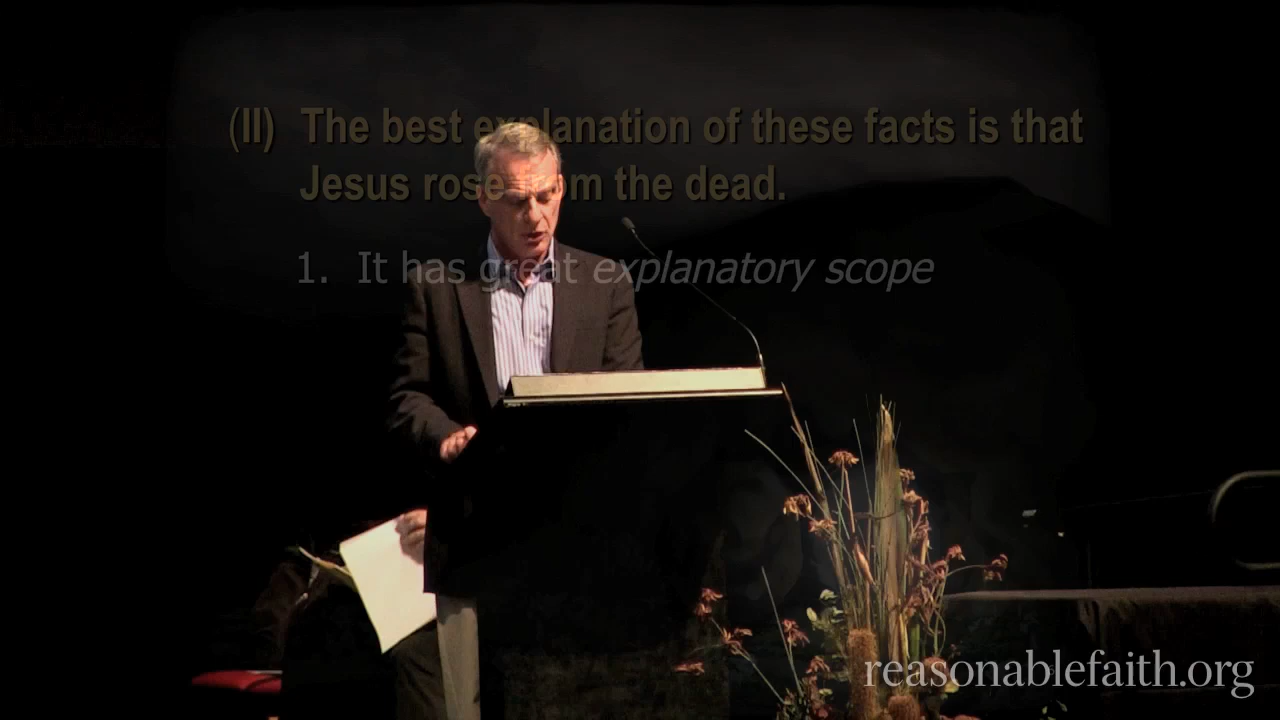 (II) The best explanation of these facts is that
Jesus rose from the dead.
1. It has great explanatory scope
reasonablefaith.org